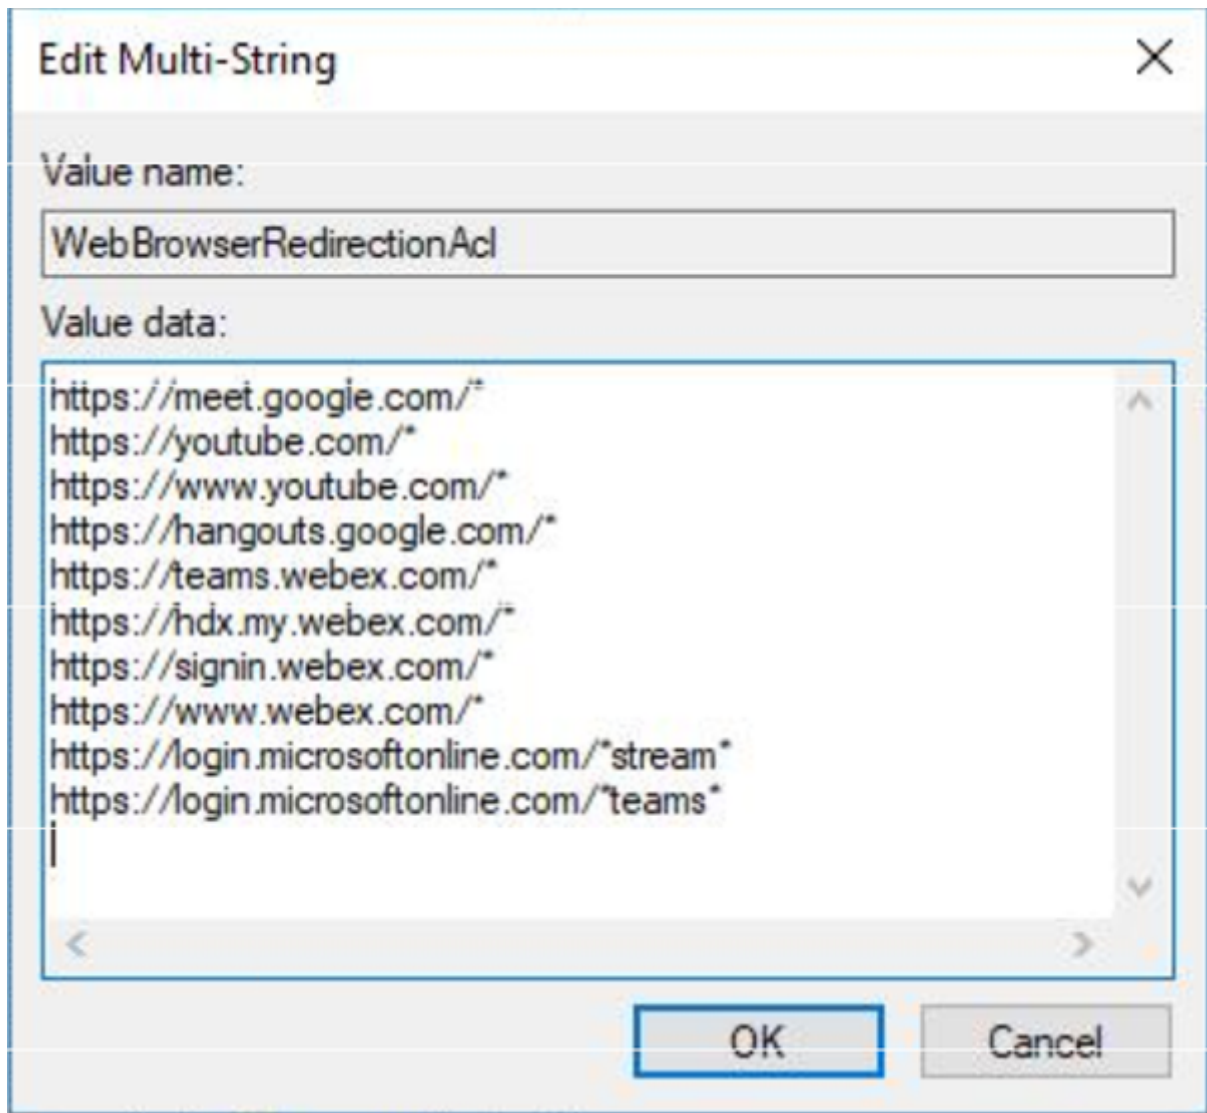 Edit Multi-String
Value name:
WebBrowserRedirectionAcl
Value data:
https://meet.google.com/*
https://youtube.com/*
https://www.youtube.com/*
https://hangouts.google.com/*
https://teams.webex.com/*
https://hdx.my.webex.com/*
https://signin.webex.com/*
https://www.webex.com/*
https://login.microsoftonline.com/*stream*
https://login.microsoftonline.com/*teams*
OK Cancel